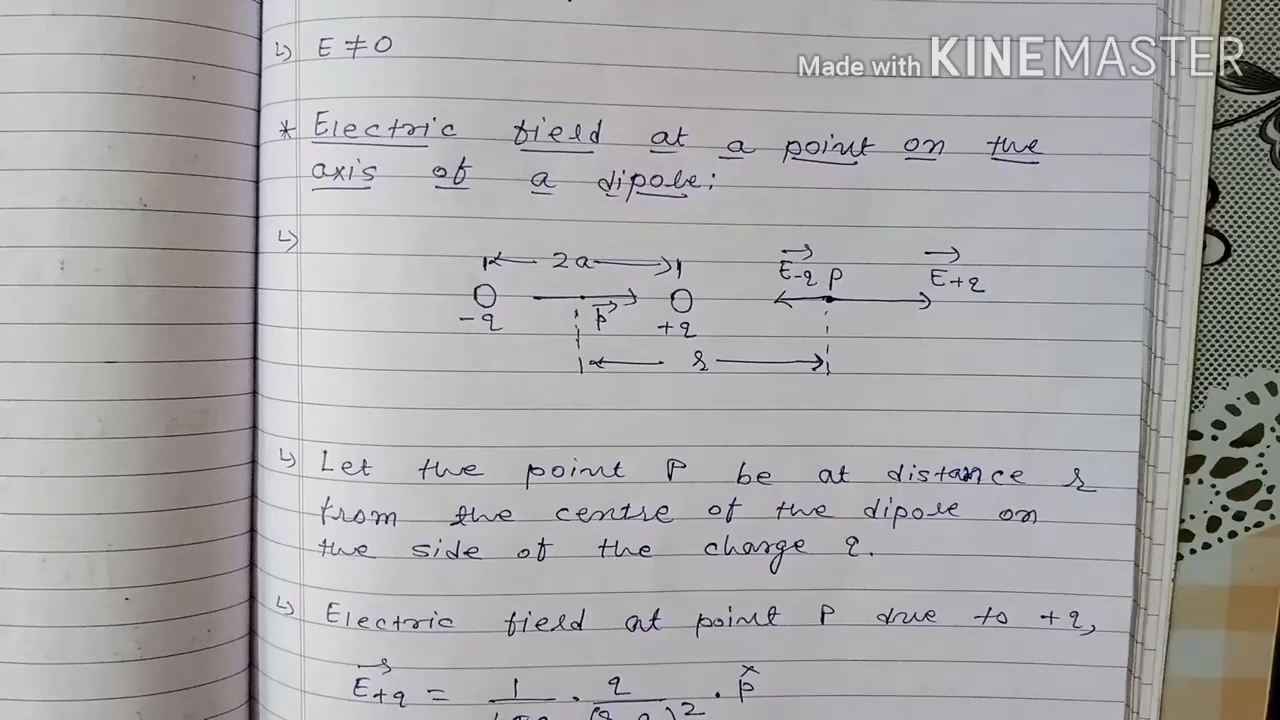 Made with KINEMASTER
↳ E ≠ 0
* Electric field at a point on the
axis of a dipole:
↳
2a
E⃗-q P E⃗+q
-q p⃗ +q
r
↳ Let the point P be at distance r
from the centre of the dipole on
the side of the charge q.
↳ Electric field at point P due to +q,
E⃗+q = 1 . q / ( )2 . p̂